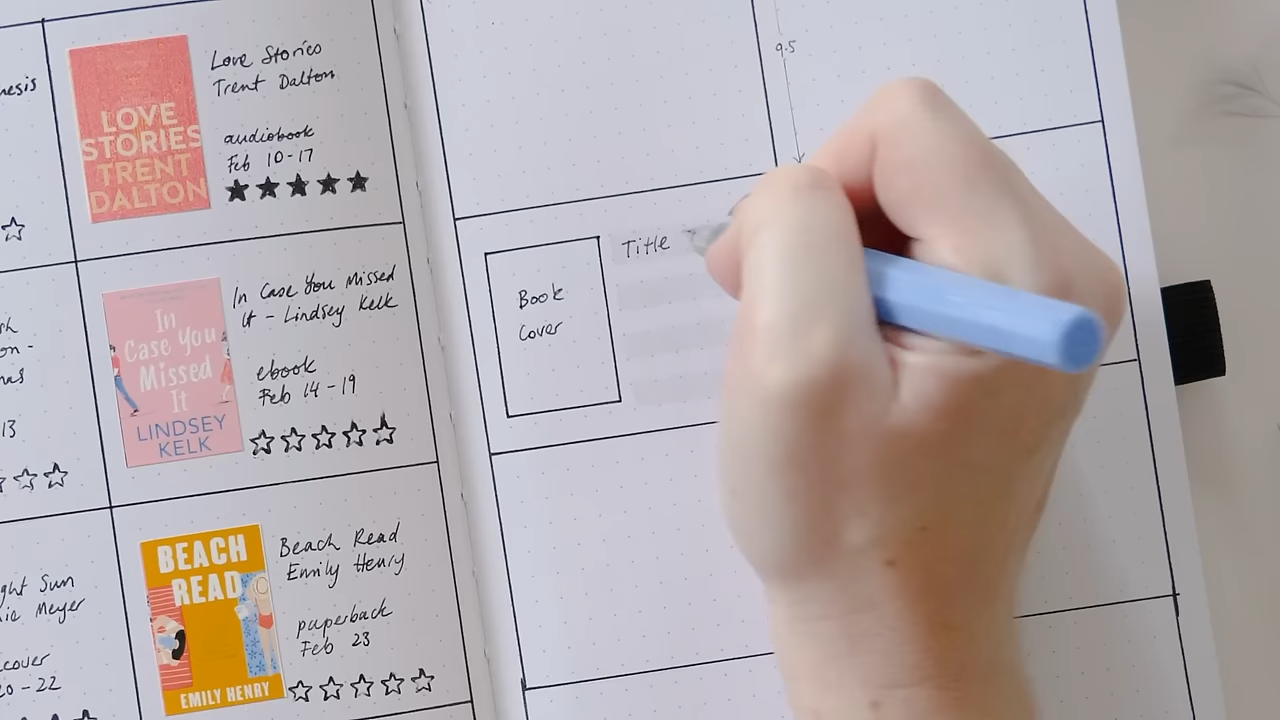 nesis
LOVE
STORIES
TRENT
DALTON
Love Stories
Trent Dalton
audiobook
Feb 10-17
In
Case You
Missed
It
LINDSEY
KELK
In Case You Missed
It - Lindsey Kelk
ebook
Feb 14-19
13
BEACH
READ
EMILY HENRY
Beach Read
Emily Henry
paperback
Feb 23
ght Sun
ie Meyer
cover
20-22
9.5
Book
Cover
Title